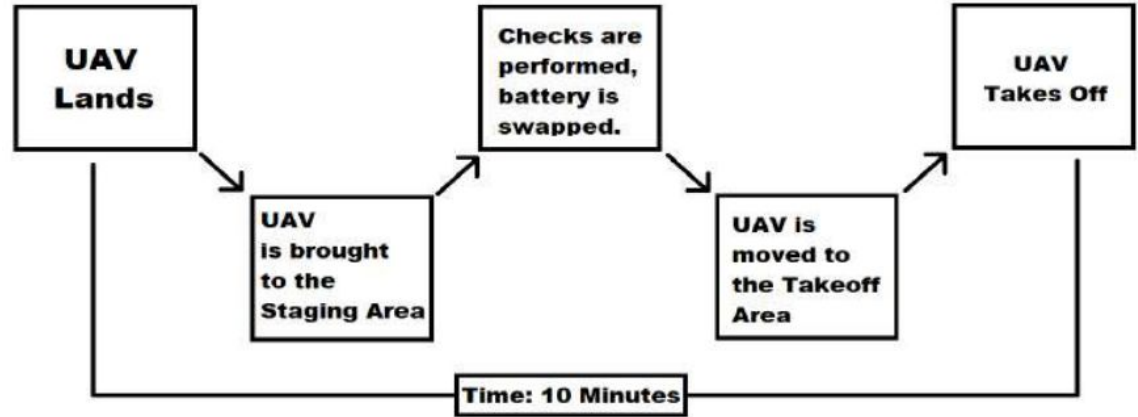 UAV
Lands
UAV
is brought
to the
Staging Area
Checks are
performed,
battery is
swapped.
UAV is
moved to
the Takeoff
Area
UAV
Takes Off
Time: 10 Minutes